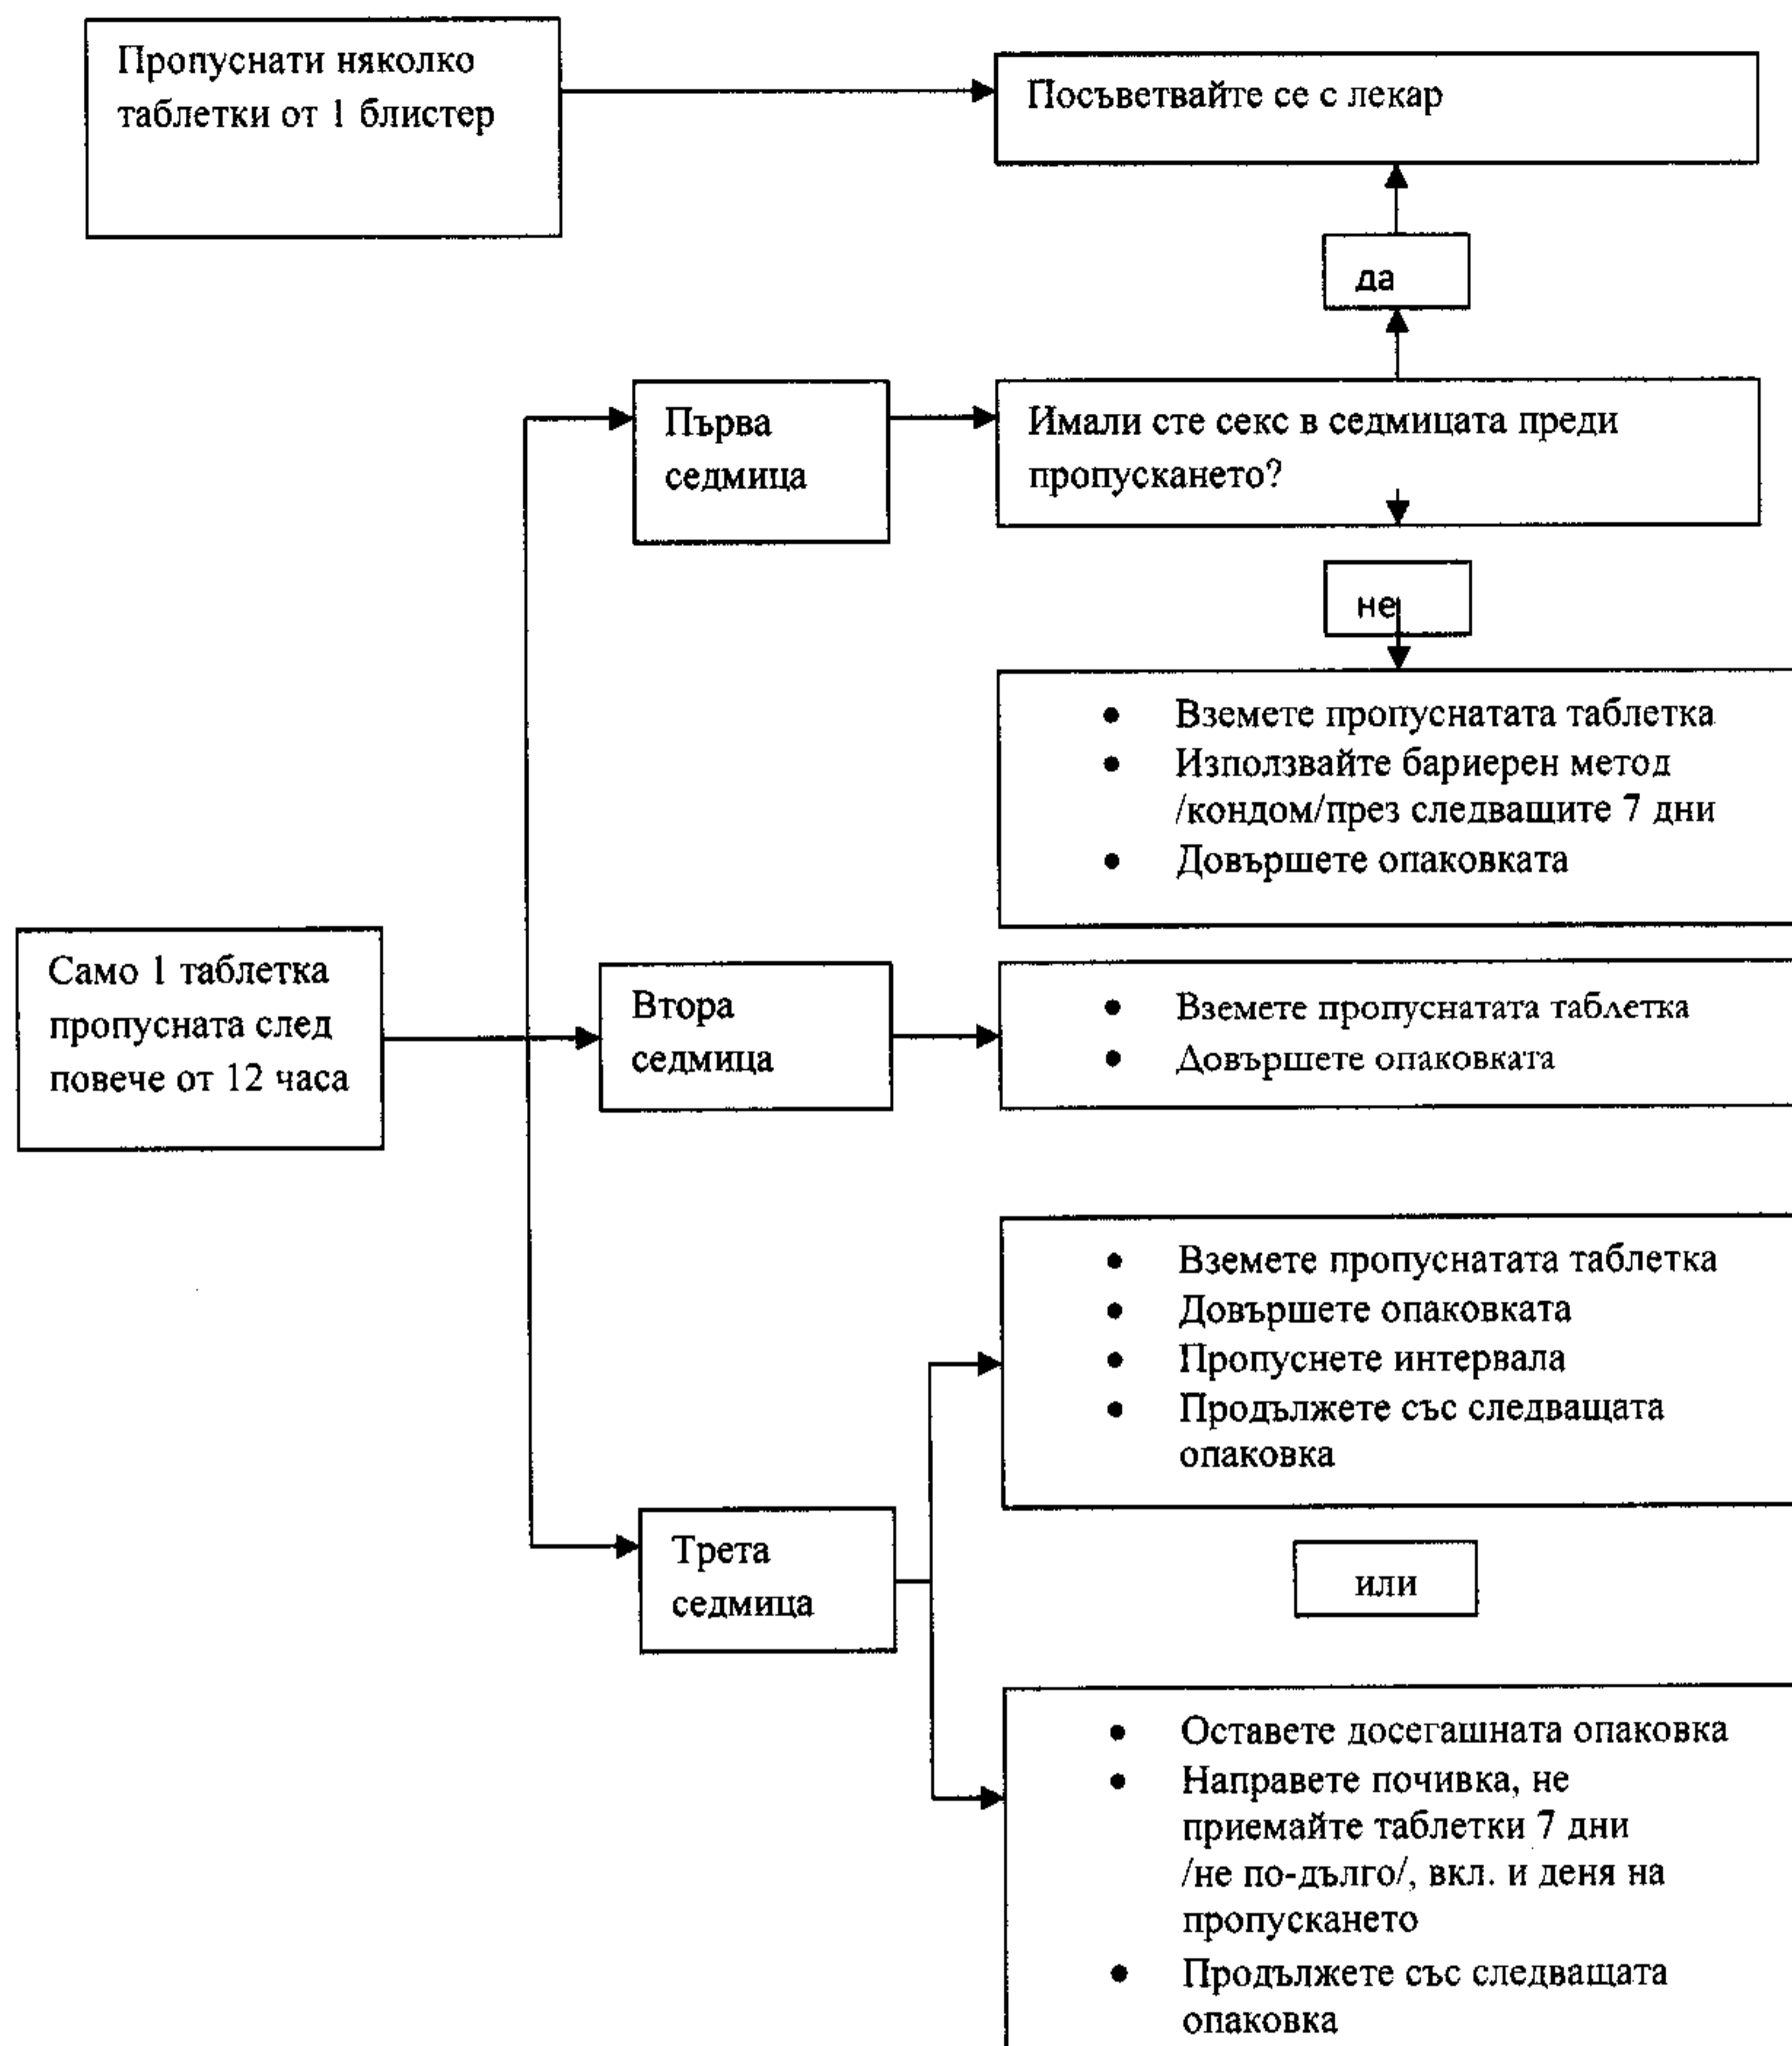 Пропуснати няколко
таблетки от 1 блистер
Посъветвайте се с лекар
да
Първа
седмица
Имали сте секс в седмицата преди
пропускането?
не
• Вземете пропуснатата таблетка
• Използвайте бариерен метод
/кондом/през следващите 7 дни
• Довършете опаковката
Само 1 таблетка
пропусната след
повече от 12 часа
Втора
седмица
• Вземете пропуснатата таблетка
• Довършете опаковката
• Вземете пропуснатата таблетка
• Довършете опаковката
• Пропуснете интервала
• Продължете със следващата
опаковка
Трета
седмица
или
• Оставете досегашната опаковка
• Направете почивка, не
приемайте таблетки 7 дни
/не по-дълго/, вкл. и деня на
пропускането
• Продължете със следващата
опаковка